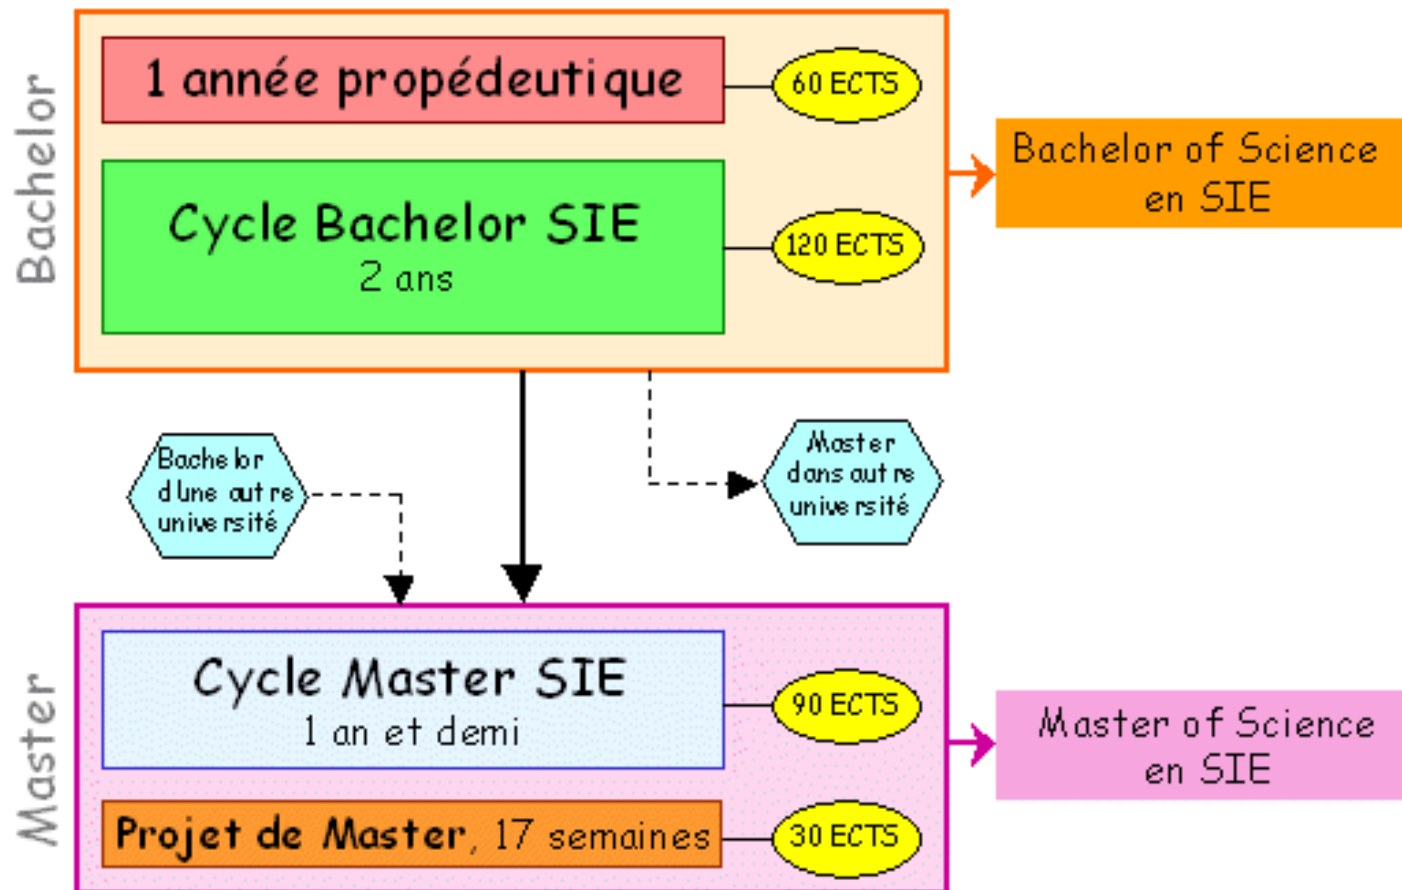 Bachelor
1 année propédeutique
60 ECTS
Cycle Bachelor SIE
2 ans
120 ECTS
Bachelor of Science
en SIE
Bachelor
d'une autre
université
Master
dans autre
université
Master
Cycle Master SIE
1 an et demi
90 ECTS
Projet de Master, 17 semaines
30 ECTS
Master of Science
en SIE